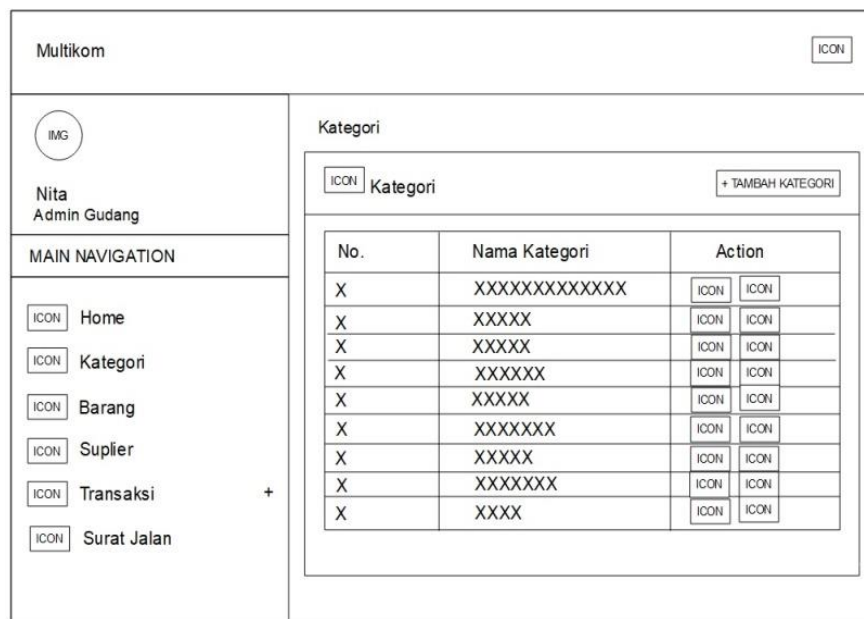 Multikom
ICON
IMG
Nita
Admin Gudang
MAIN NAVIGATION
ICON Home
ICON Kategori
ICON Barang
ICON Suplier
ICON Transaksi +
ICON Surat Jalan
Kategori
ICON Kategori + TAMBAH KATEGORI
No. Nama Kategori Action
X XXXXXXXXXXXXX ICON ICON
X XXXXX ICON ICON
X XXXXX ICON ICON
X XXXXXX ICON ICON
X XXXXX ICON ICON
X XXXXXXX ICON ICON
X XXXXX ICON ICON
X XXXXXXX ICON ICON
X XXXX ICON ICON